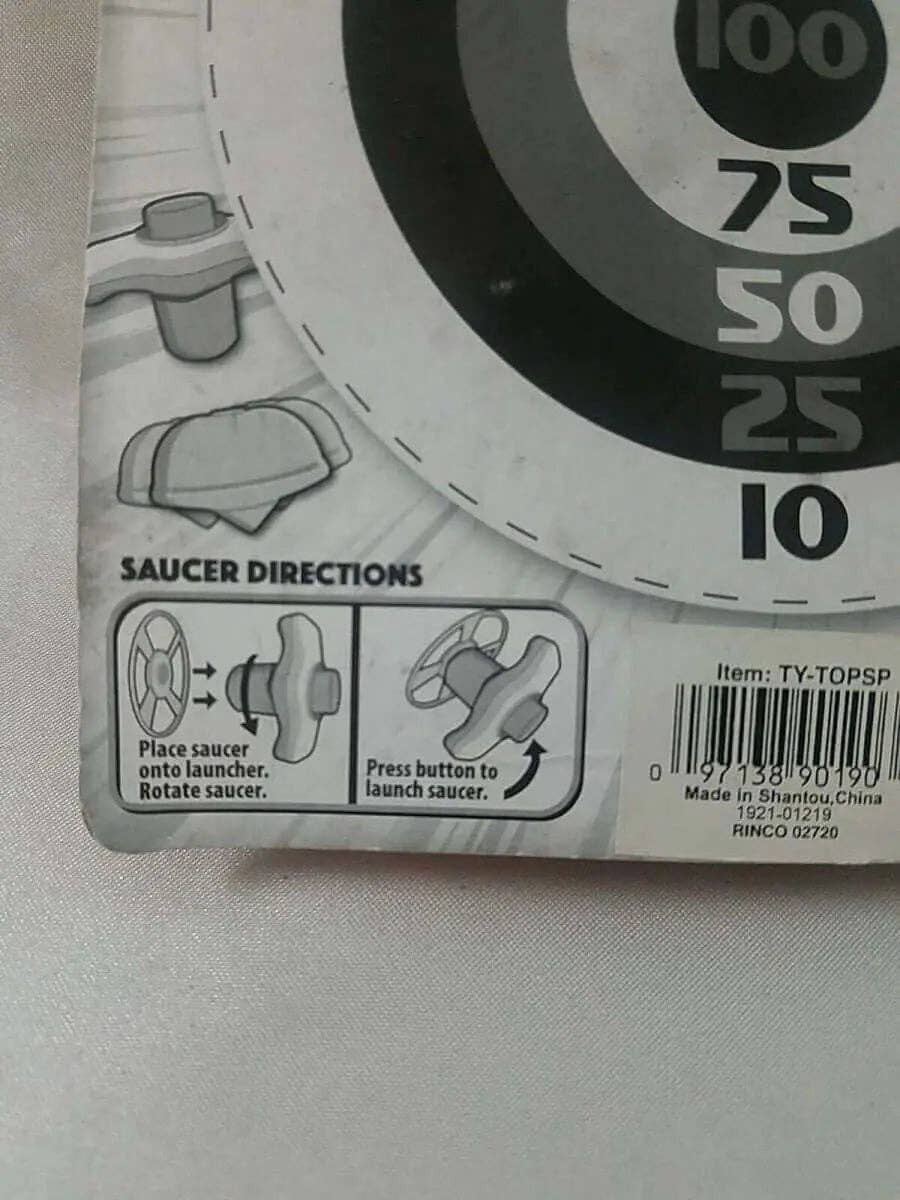 100
75
50
25
10
SAUCER DIRECTIONS
Place saucer
onto launcher.
Rotate saucer.
Press button to
launch saucer.
Item: TY-TOPSP
0 97138 90190
Made in Shantou,China
1921-01219
RINCO 02720